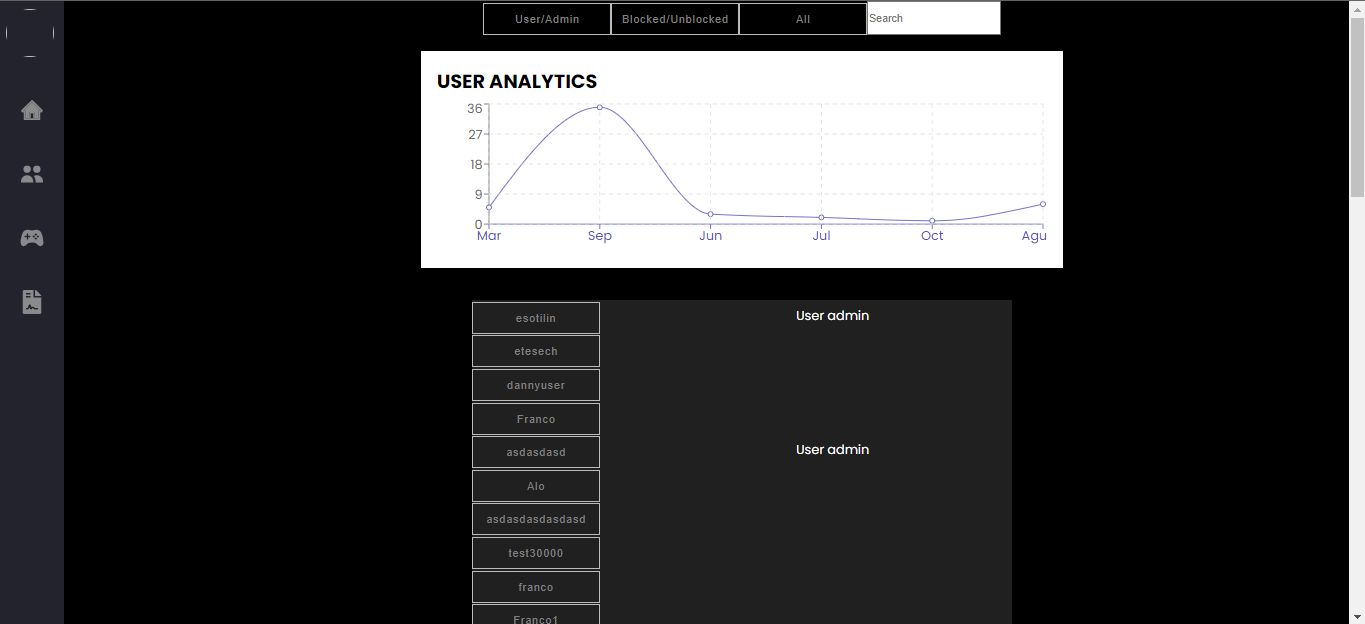 User/Admin Blocked/Unblocked All Search
USER ANALYTICS
36
27
18
9
0
Mar Sep Jun Jul Oct Agu
esotilin User admin
etesech
dannyuser
Franco
asdasdasd User admin
Alo
asdasdasdasdasd
test30000
franco
Franco1